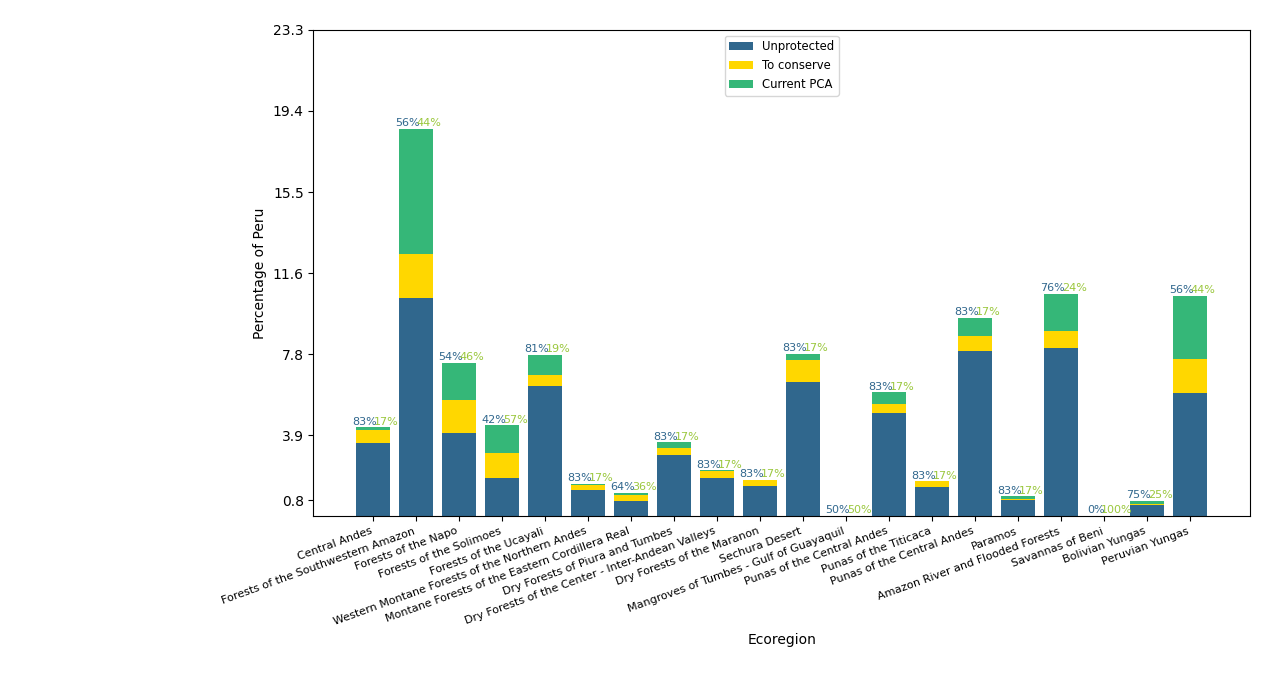 23.3
19.4
15.5
11.6
7.8
3.9
0.8
Percentage of Peru
Unprotected
To conserve
Current PCA
83% 17%
56% 44%
54% 46%
42% 57%
81% 19%
83% 17%
64% 36%
83% 17%
83% 17%
83% 17%
83% 17%
50% 50%
83% 17%
83% 17%
83% 17%
83% 17%
76% 24%
0% 100%
75% 25%
56% 44%
Central Andes
Forests of the Southwestern Amazon
Forests of the Napo
Forests of the Solimoes
Forests of the Ucayali
Western Montane Forests of the Northern Andes
Montane Forests of the Eastern Cordillera Real
Dry Forests of Piura and Tumbes
Dry Forests of the Center - Inter-Andean Valleys
Dry Forests of the Maranon
Sechura Desert
Mangroves of Tumbes - Gulf of Guayaquil
Punas of the Central Andes
Punas of the Titicaca
Punas of the Central Andes
Paramos
Amazon River and Flooded Forests
Savannas of Beni
Bolivian Yungas
Peruvian Yungas
Ecoregion